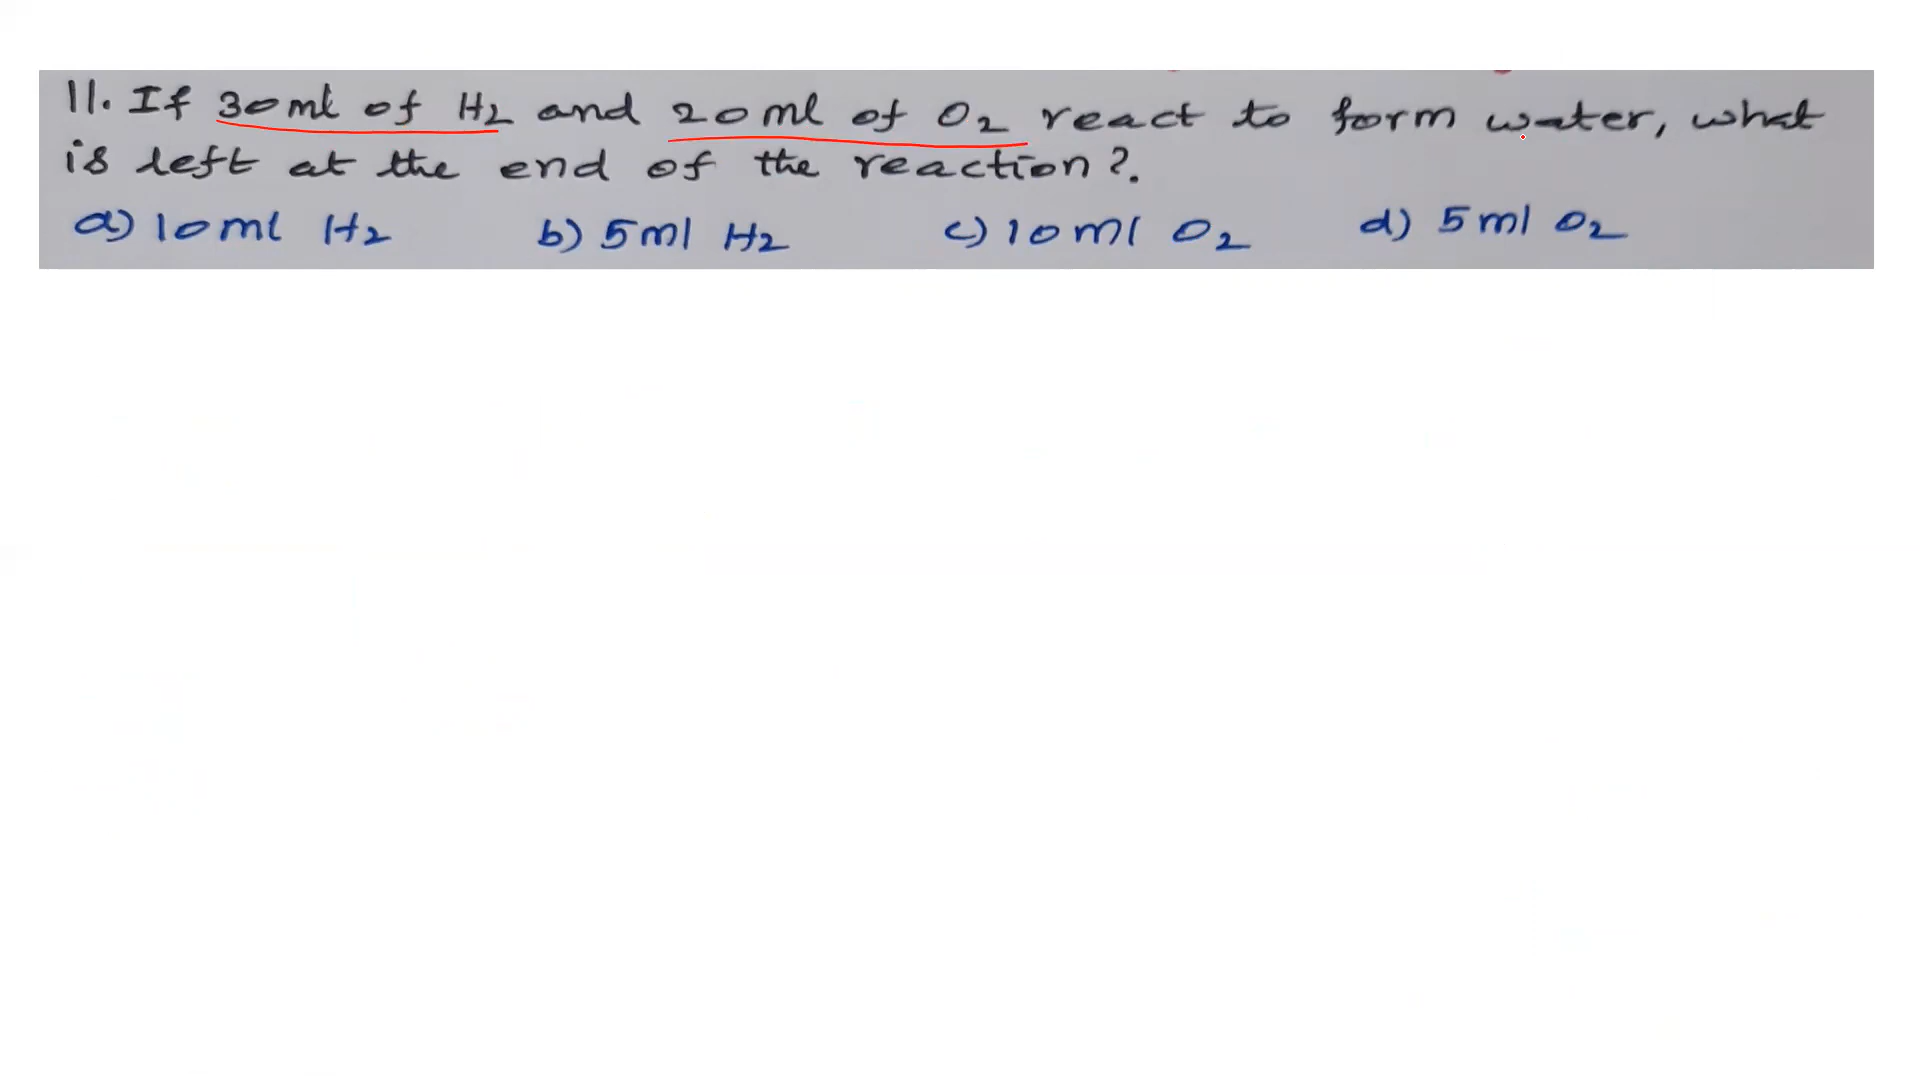 11. If 30ml of H2 and 20ml of O2 react to form water, what
is left at the end of the reaction?.
a) 10ml H2 b) 5ml H2 c) 10ml O2 d) 5ml O2